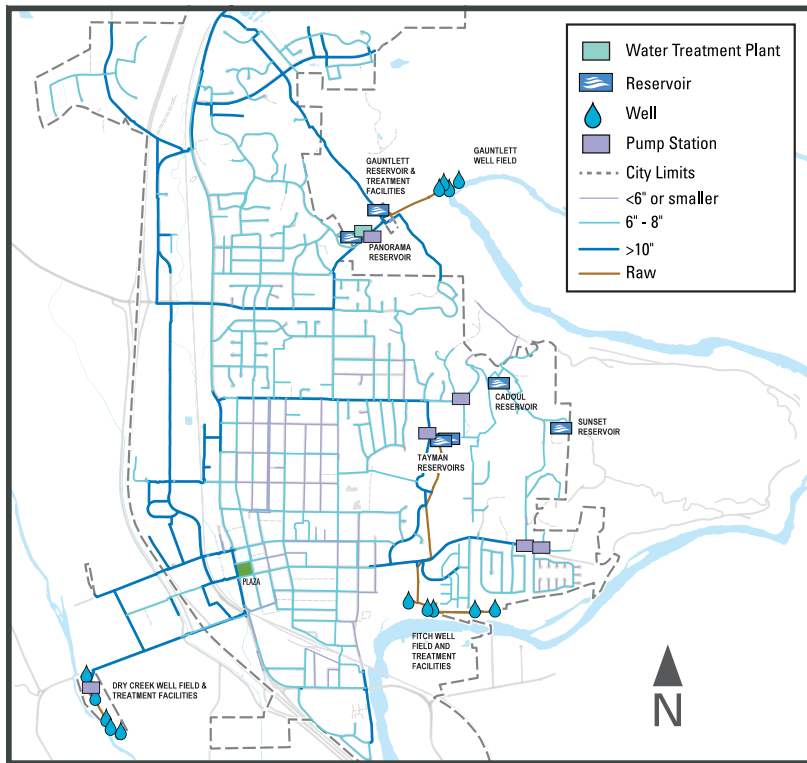 Water Treatment Plant
Reservoir
Well
Pump Station
City Limits
<6" or smaller
6" - 8"
>10"
Raw
GAUNTLETT
RESERVOIR &
TREATMENT
FACILITIES
GAUNTLETT
WELL FIELD
PANORAMA
RESERVOIR
CADOUL
RESERVOIR
SUNSET
RESERVOIR
TAYMAN
RESERVOIRS
PLAZA
FITCH WELL
FIELD AND
TREATMENT
FACILITIES
DRY CREEK WELL FIELD &
TREATMENT FACILITIES
N